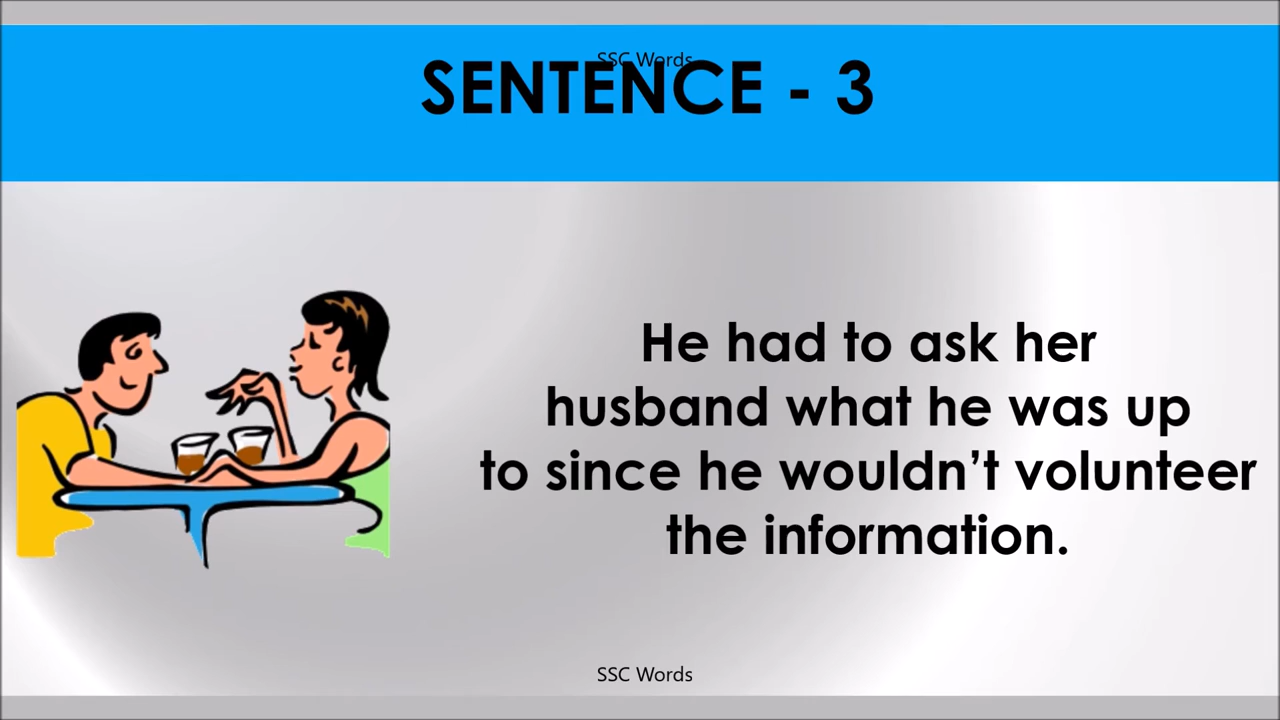 SSC Words
SENTENCE - 3
He had to ask her
husband what he was up
to since he wouldn’t volunteer
the information.
SSC Words